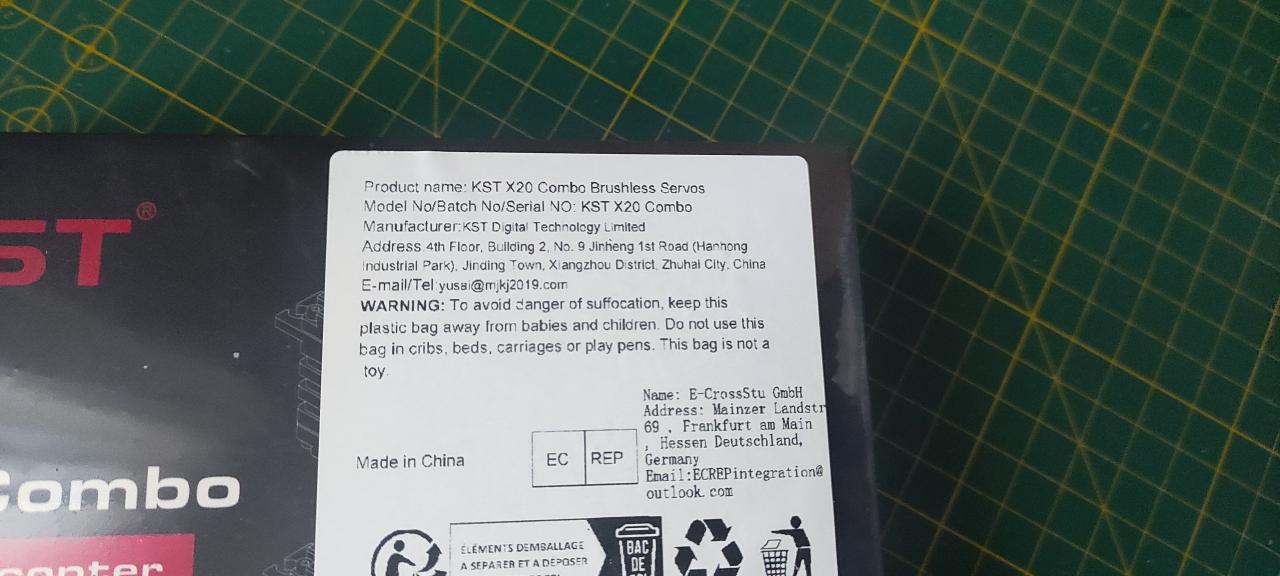 ST®
Combo
Product name: KST X20 Combo Brushless Servos
Model No/Batch No/Serial NO: KST X20 Combo
Manufacturer:KST Digital Technology Limited
Address 4th Floor, Building 2, No. 9 Jinheng 1st Road (Hanhong
Industrial Park), Jinding Town, Xiangzhou District, Zhuhai City, China
E-mail/Tel:yusai@mjkj2019.com
WARNING: To avoid danger of suffocation, keep this
plastic bag away from babies and children. Do not use this
bag in cribs, beds, carriages or play pens. This bag is not a
toy.
Made in China
EC REP
Name: E-CrossStu GmbH
Address: Mainzer Landstr
69 , Frankfurt am Main
, Hessen Deutschland,
Germany
Email:ECREPintegration@
outlook.com
ÉLÉMENTS DEMBALLAGE
A SEPARER ET A DEPOSER
BAC
DE